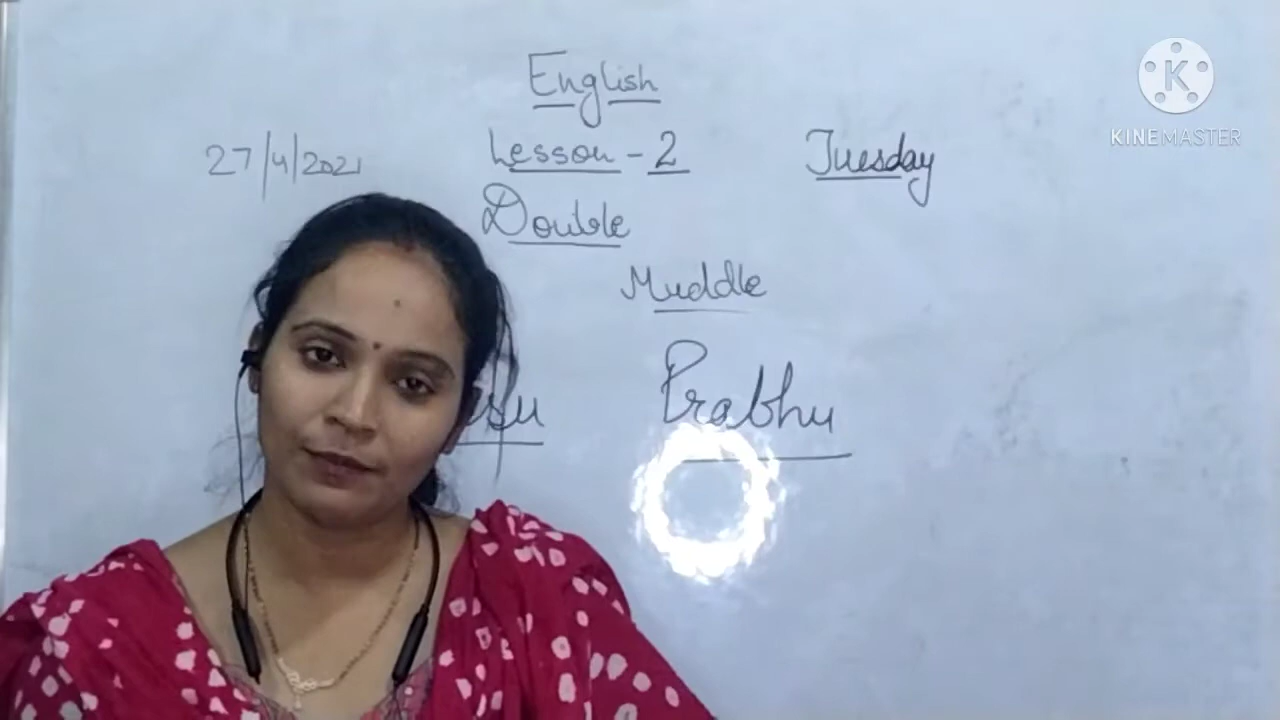 English
27/4/2021 Lesson - 2 Tuesday
Double
Muddle
Prabhu
KINEMASTER